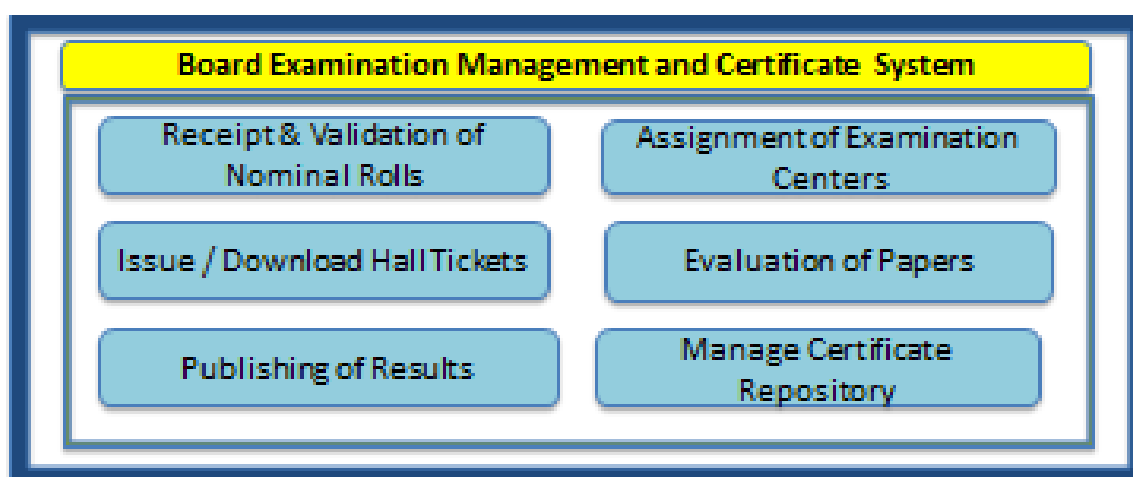 Board Examination Management and Certificate System
Receipt & Validation of
Nominal Rolls
Assignment of Examination
Centers
Issue / Download Hall Tickets
Evaluation of Papers
Publishing of Results
Manage Certificate
Repository